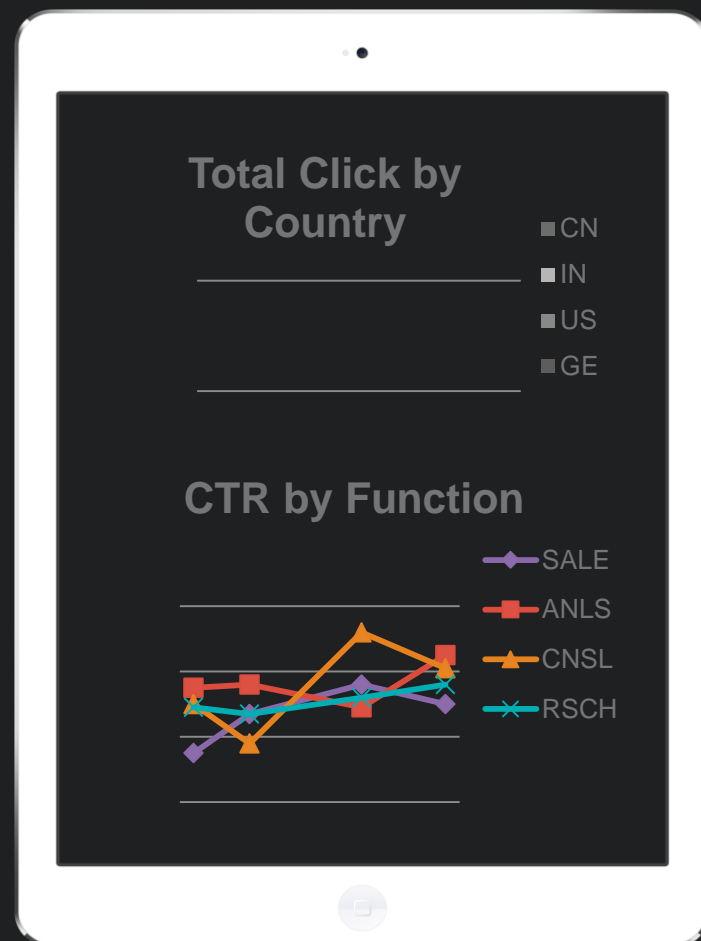 Total Click by
Country
CN
IN
US
GE
CTR by Function
SALE
ANLS
CNSL
RSCH